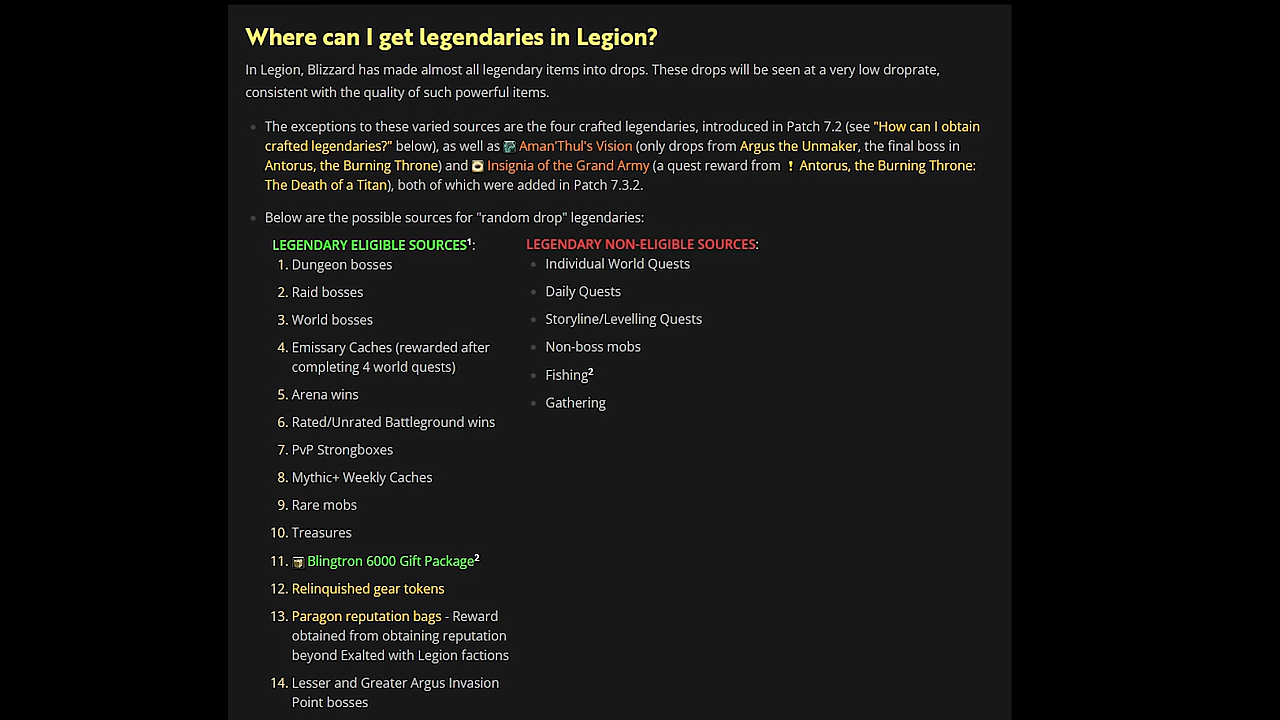 Where can I get legendaries in Legion?
In Legion, Blizzard has made almost all legendary items into drops. These drops will be seen at a very low droprate,
consistent with the quality of such powerful items.
The exceptions to these varied sources are the four crafted legendaries, introduced in Patch 7.2 (see "How can I obtain
crafted legendaries?" below), as well as Aman'Thul's Vision (only drops from Argus the Unmaker, the final boss in
Antorus, the Burning Throne) and Insignia of the Grand Army (a quest reward from ! Antorus, the Burning Throne:
The Death of a Titan), both of which were added in Patch 7.3.2.
Below are the possible sources for "random drop" legendaries:
LEGENDARY ELIGIBLE SOURCES¹:
1. Dungeon bosses
2. Raid bosses
3. World bosses
4. Emissary Caches (rewarded after
completing 4 world quests)
5. Arena wins
6. Rated/Unrated Battleground wins
7. PvP Strongboxes
8. Mythic+ Weekly Caches
9. Rare mobs
10. Treasures
11. Blingtron 6000 Gift Package²
12. Relinquished gear tokens
13. Paragon reputation bags - Reward
obtained from obtaining reputation
beyond Exalted with Legion factions
14. Lesser and Greater Argus Invasion
Point bosses
LEGENDARY NON-ELIGIBLE SOURCES:
Individual World Quests
Daily Quests
Storyline/Levelling Quests
Non-boss mobs
Fishing²
Gathering